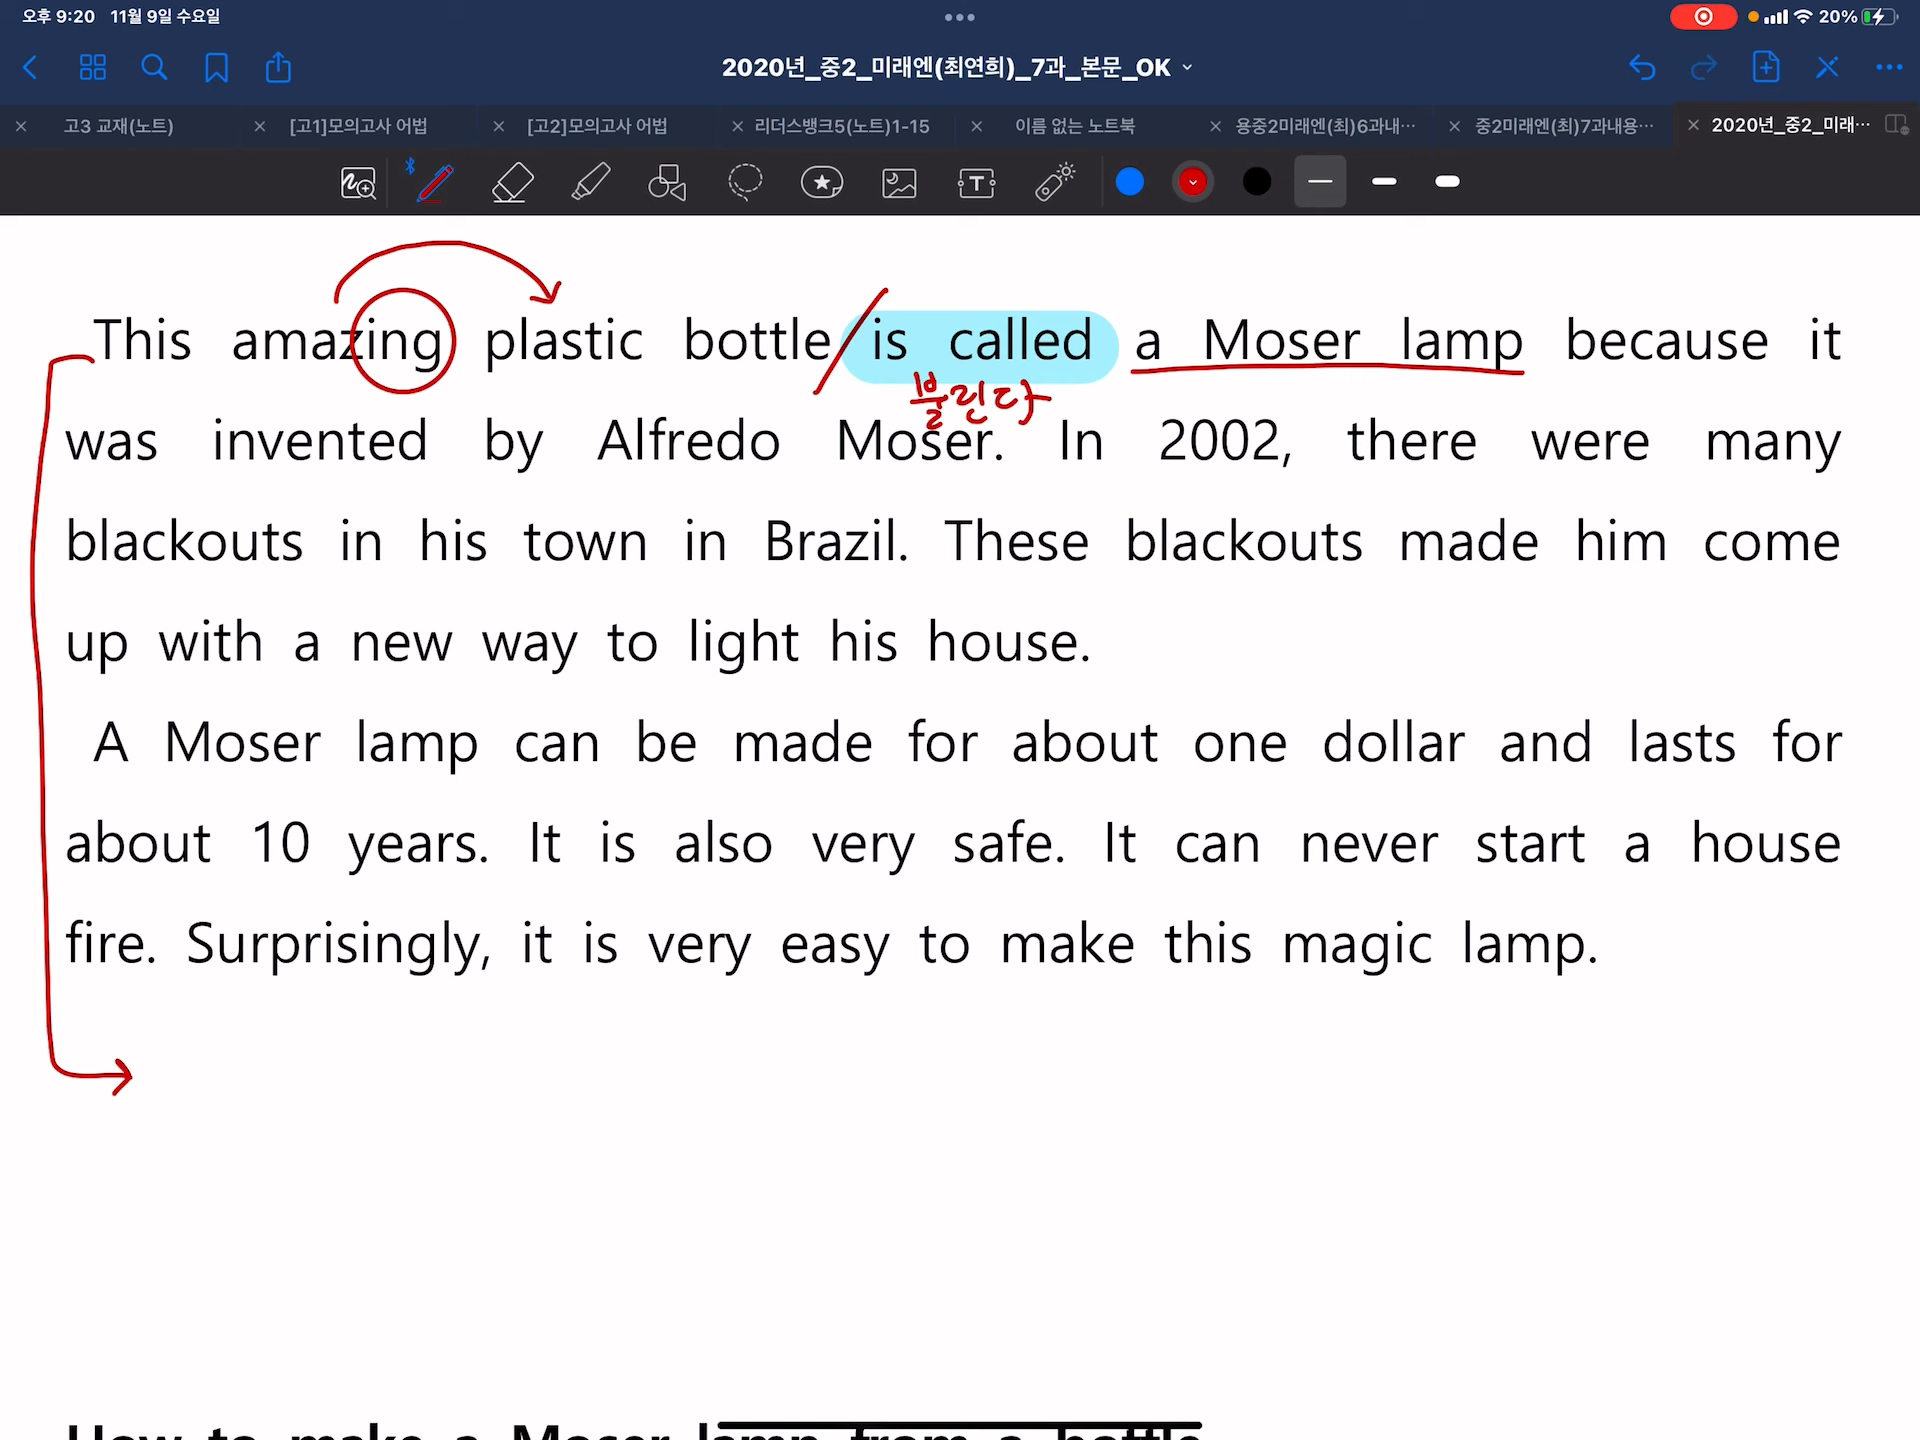 오후 9:20 11월 9일 수요일
20%
2020년_중2_미래엔(최연희)_7과_본문_OK
고3 교재(노트)
[고1]모의고사 어법
[고2]모의고사 어법
리더스뱅크5(노트)1-15
이름 없는 노트북
용중2미래엔(최)6과내…
중2미래엔(최)7과내용…
2020년_중2_미래…
This amazing plastic bottle is called a Moser lamp because it
불린다
was invented by Alfredo Moser. In 2002, there were many
blackouts in his town in Brazil. These blackouts made him come
up with a new way to light his house.
A Moser lamp can be made for about one dollar and lasts for
about 10 years. It is also very safe. It can never start a house
fire. Surprisingly, it is very easy to make this magic lamp.
How to make a Moser lamp from a bottle